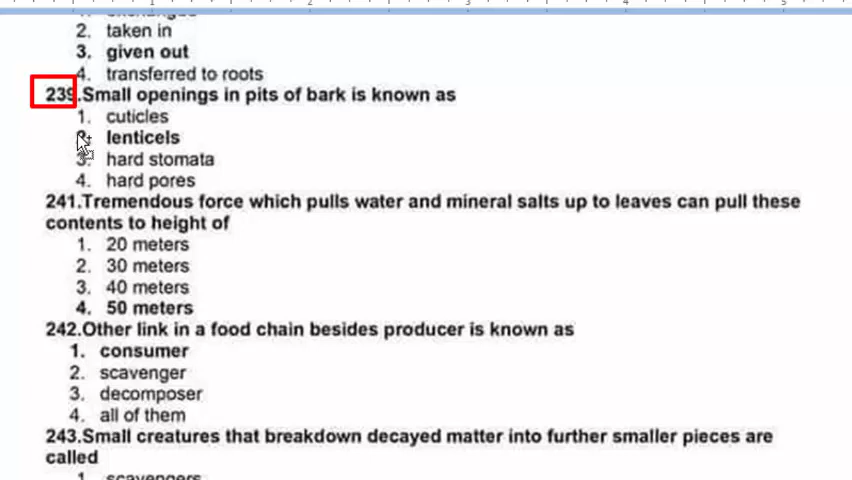 2. taken in
3. given out
4. transferred to roots
239.Small openings in pits of bark is known as
1. cuticles
2. lenticels
3. hard stomata
4. hard pores
241.Tremendous force which pulls water and mineral salts up to leaves can pull these
contents to height of
1. 20 meters
2. 30 meters
3. 40 meters
4. 50 meters
242.Other link in a food chain besides producer is known as
1. consumer
2. scavenger
3. decomposer
4. all of them
243.Small creatures that breakdown decayed matter into further smaller pieces are
called
1. scavengers